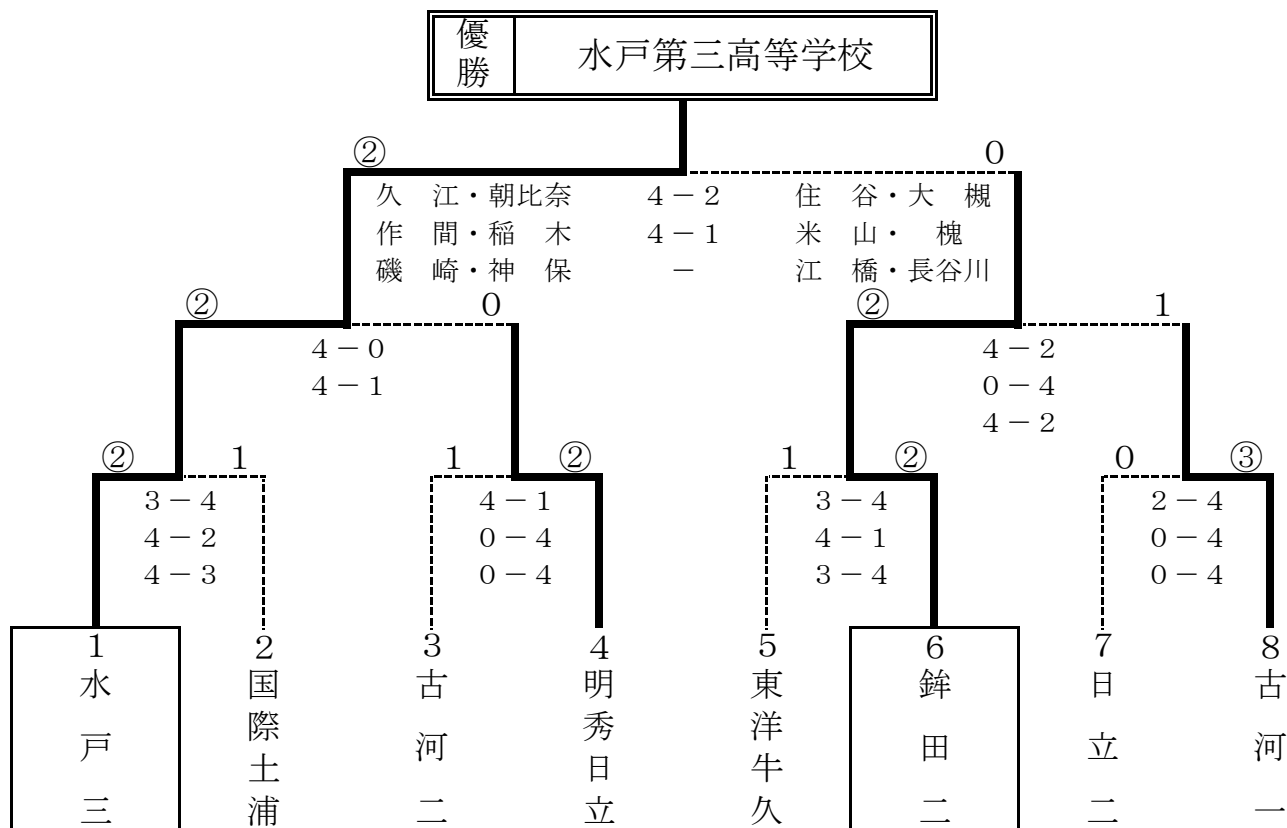 優勝 水戸第三高等学校
② 0
久 江・朝比奈 4－2 住 谷・大 槻
作 間・稲 木 4－1 米 山・ 槐
磯 崎・神 保 － 江 橋・長谷川
② 0 ② 1
4－0 4－2
4－1 0－4
4－2
② 1 1 ② 1 ② 0 ③
3－4 4－1 3－4 2－4
4－2 0－4 4－1 0－4
4－3 0－4 3－4 0－4
1 2 3 4 5 6 7 8
水戸三
国際土浦
古河二
明秀日立
東洋牛久
鉾田二
日立二
古河一